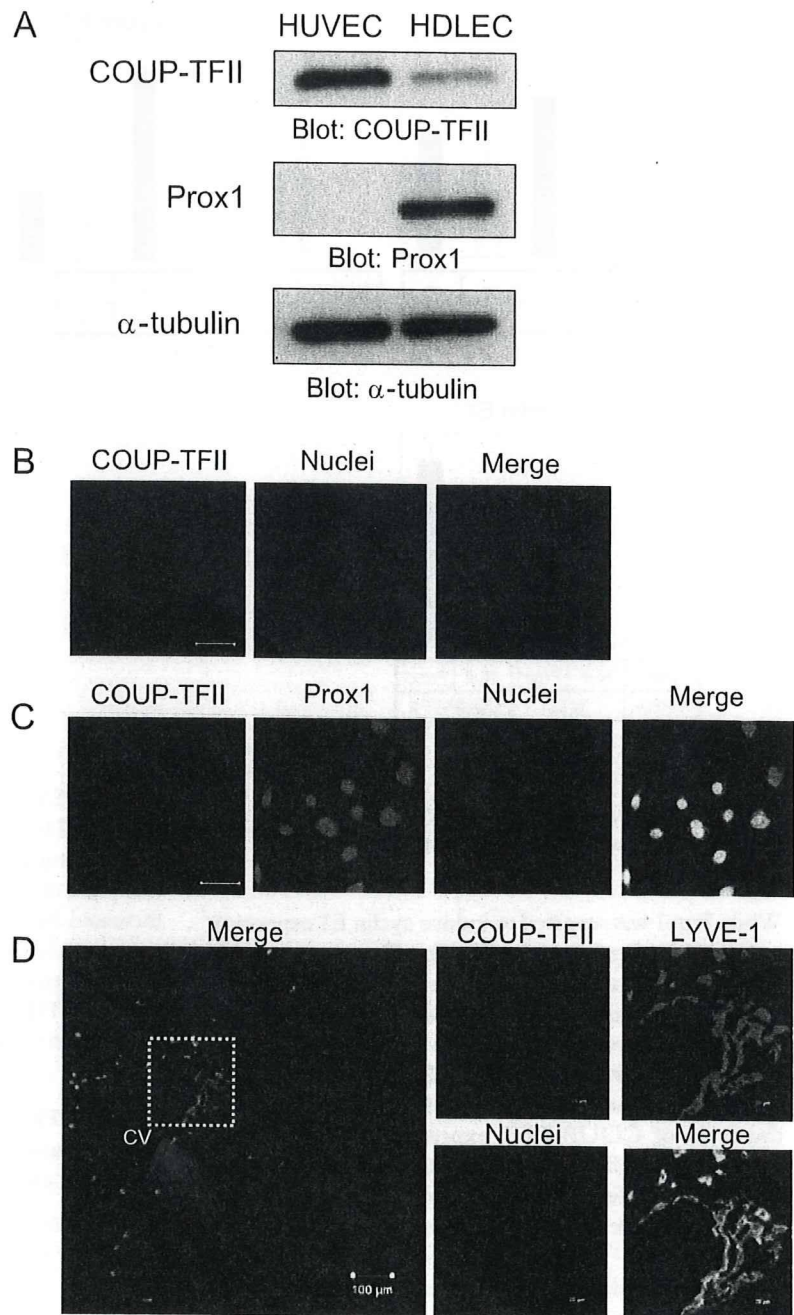 A
HUVEC HDLEC
COUP-TFII
Blot: COUP-TFII
Prox1
Blot: Prox1
α-tubulin
Blot: α-tubulin
B
COUP-TFII Nuclei Merge
C
COUP-TFII Prox1 Nuclei Merge
D
Merge COUP-TFII LYVE-1
CV
Nuclei Merge
100 µm